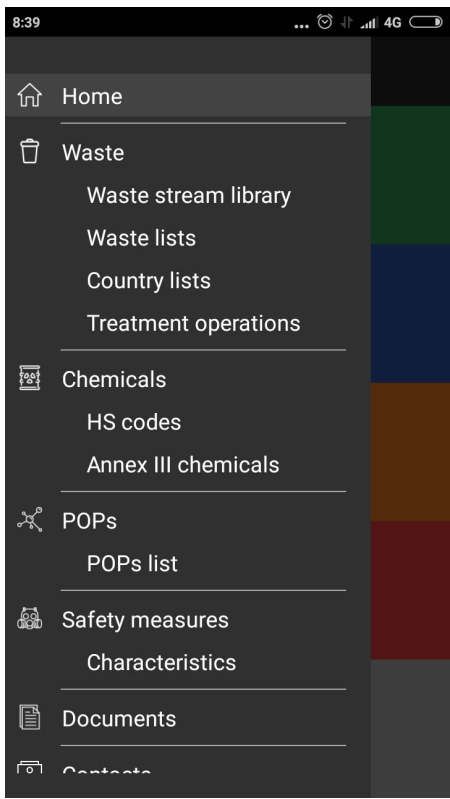 8:39 ... 4G
Home
Waste
Waste stream library
Waste lists
Country lists
Treatment operations
Chemicals
HS codes
Annex III chemicals
POPs
POPs list
Safety measures
Characteristics
Documents